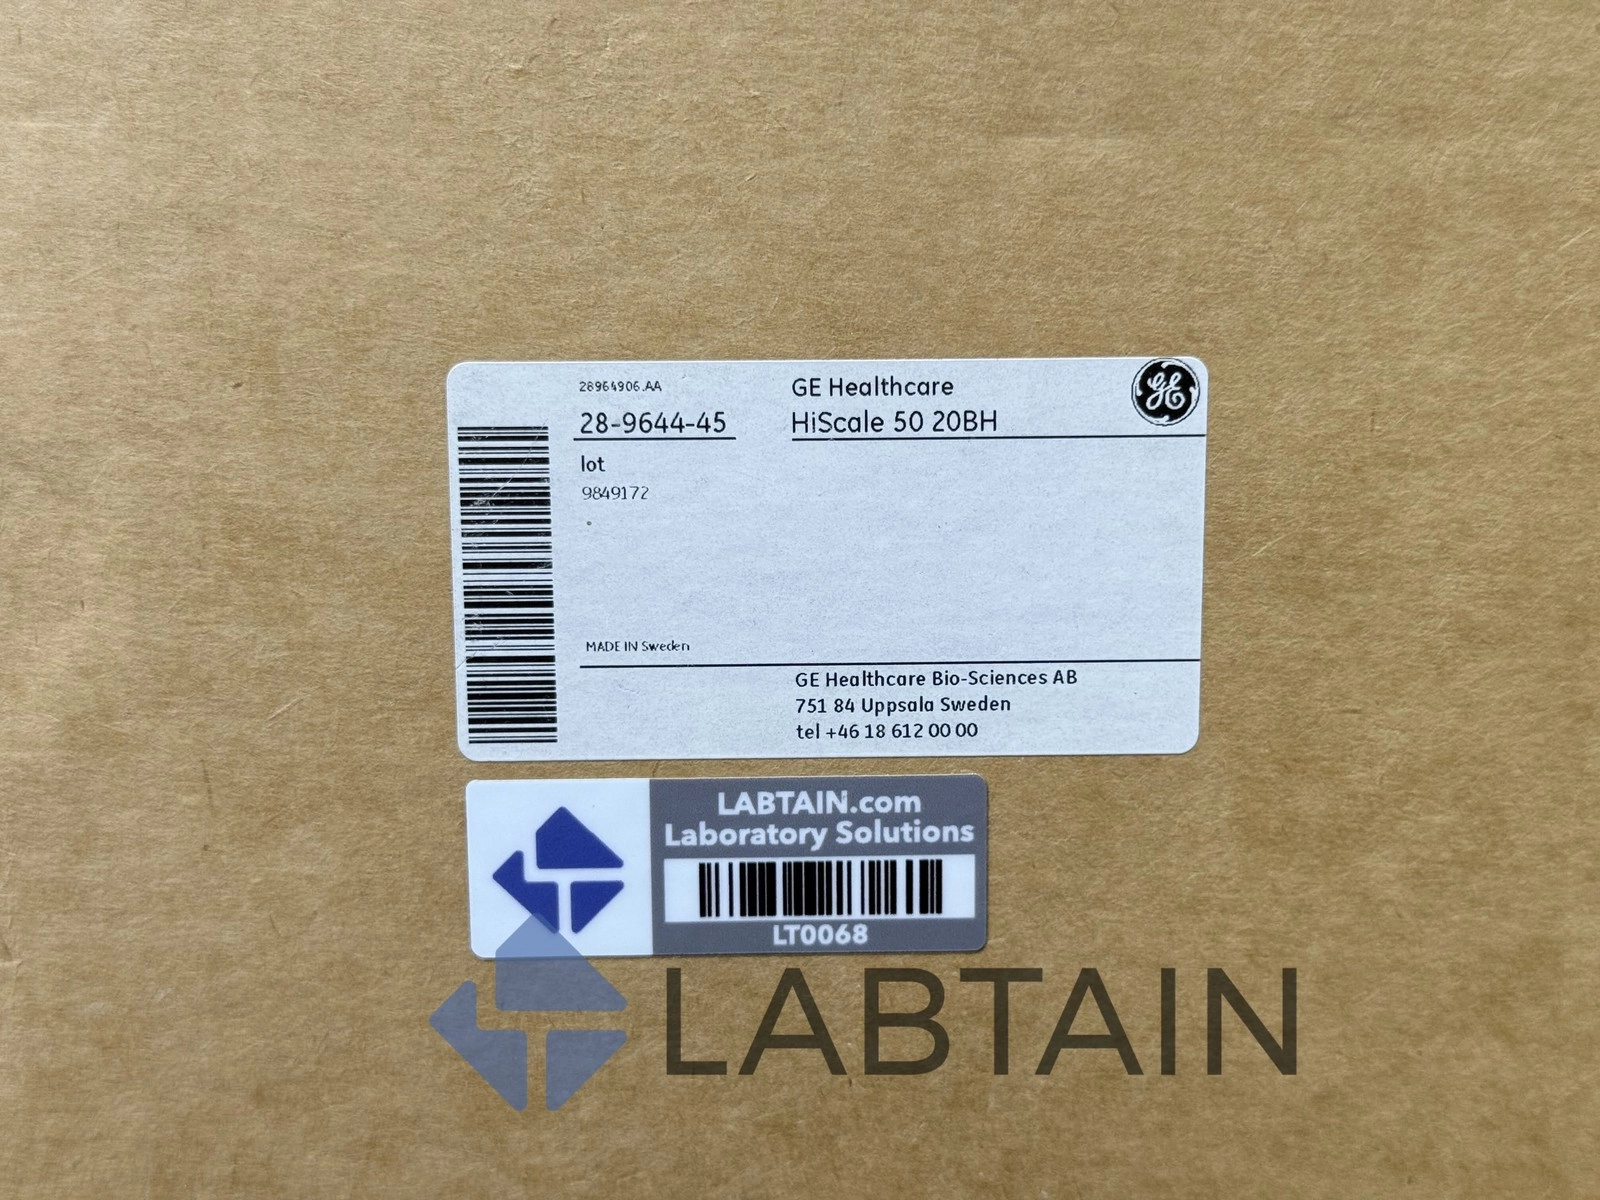 28964906.AA
28-9644-45
GE Healthcare
HiScale 50 20BH
GE
lot
9849172
MADE IN Sweden
GE Healthcare Bio-Sciences AB
751 84 Uppsala Sweden
tel +46 18 612 00 00
LABTAIN.com
Laboratory Solutions
LT0068
LABTAIN